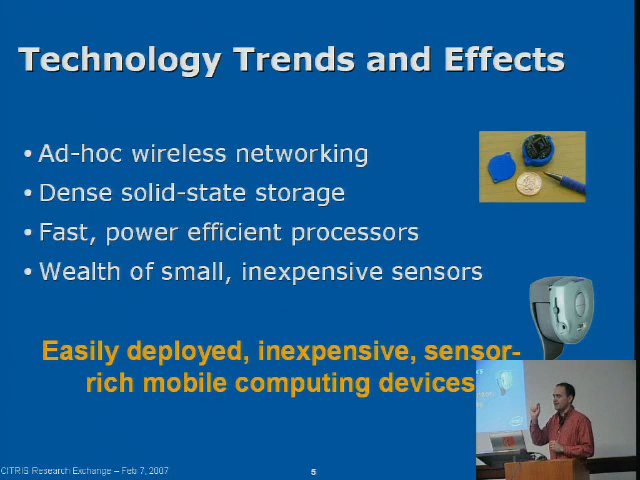 Technology Trends and Effects
• Ad-hoc wireless networking
• Dense solid-state storage
• Fast, power efficient processors
• Wealth of small, inexpensive sensors
Easily deployed, inexpensive, sensor-
rich mobile computing devices
CITRIS Research Exchange – Feb 7, 2007
5